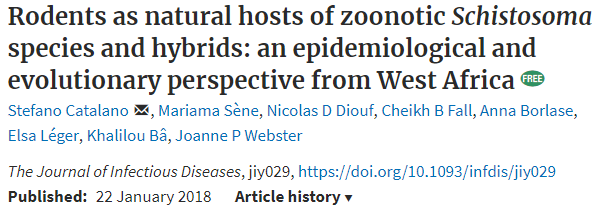 Rodents as natural hosts of zoonotic Schistosoma
species and hybrids: an epidemiological and
evolutionary perspective from West Africa FREE
Stefano Catalano, Mariama Sène, Nicolas D Diouf, Cheikh B Fall, Anna Borlase,
Elsa Léger, Khalilou Bâ, Joanne P Webster
The Journal of Infectious Diseases, jiy029, https://doi.org/10.1093/infdis/jiy029
Published: 22 January 2018 Article history ▾